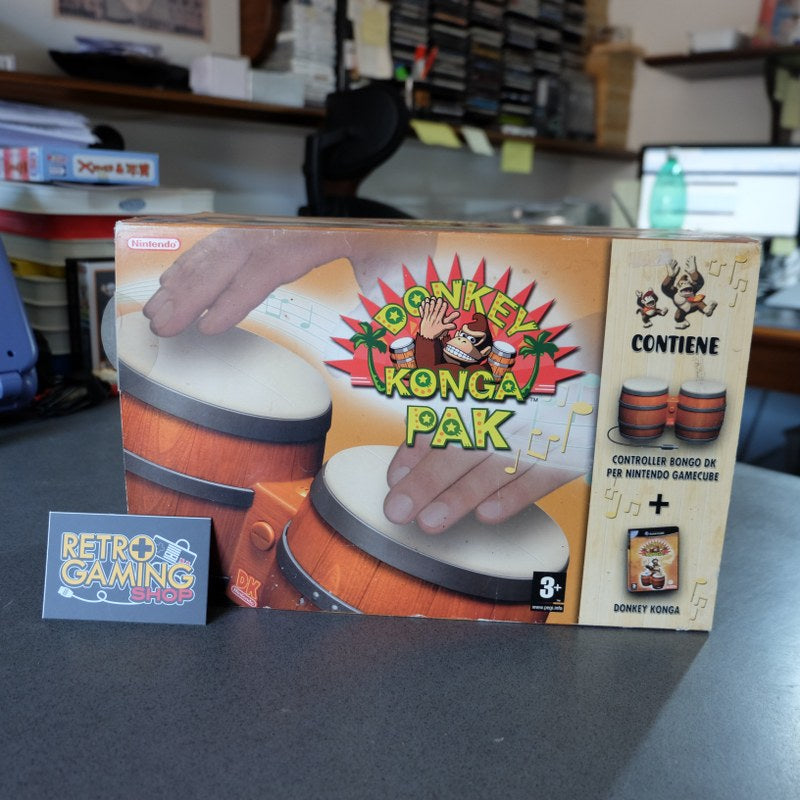 Nintendo
DONKEY
KONGA
PAK
™
CONTIENE
CONTROLLER BONGO DK
PER NINTENDO GAMECUBE
+
DONKEY KONGA
3+
www.pegi.info
DK
RETRO
GAMING
SHOP